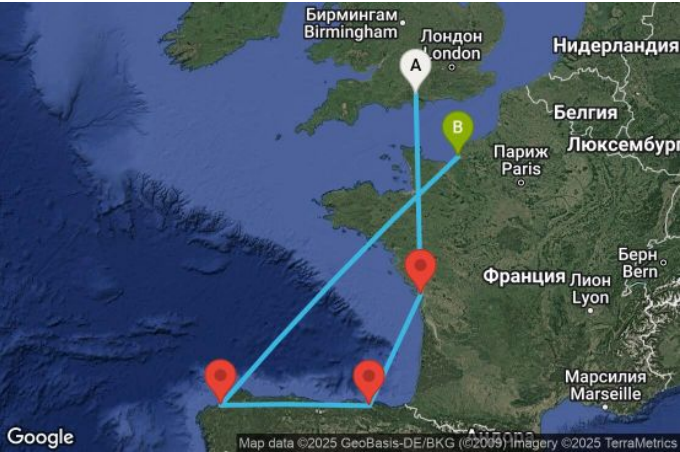 Бирмингам
Birmingham
Лондон
London
Нидерландия
A
Белгия
B
Люксембург
Париж
Paris
Берн
Bern
Франция
Лион
Lyon
Марсилия
Marseille
Андора
Google
Map data ©2025 GeoBasis-DE/BKG (©2009) Imagery ©2025 TerraMetrics